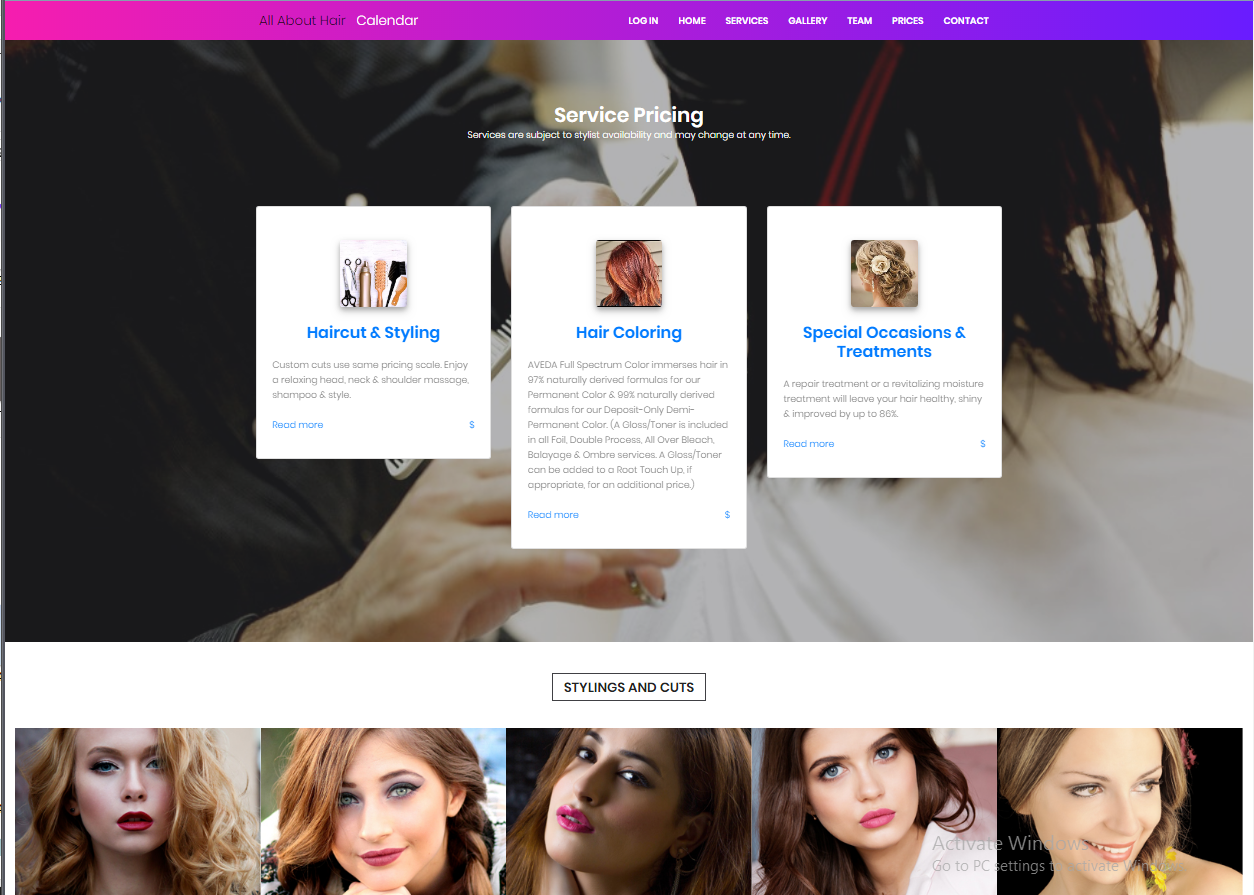 All About Hair Calendar LOG IN HOME SERVICES GALLERY TEAM PRICES CONTACT
Service Pricing
Services are subject to stylist availability and may change at any time.
Haircut & Styling
Custom cuts use same pricing scale. Enjoy
a relaxing head, neck & shoulder massage,
shampoo & style.
Read more $
Hair Coloring
AVEDA Full Spectrum Color immerses hair in
97% naturally derived formulas for our
Permanent Color & 99% naturally derived
formulas for our Deposit-Only Demi-
Permanent Color. (A Gloss/Toner is included
in all Foil, Double Process, All Over Bleach,
Balayage & Ombre services. A Gloss/Toner
can be added to a Root Touch Up, if
appropriate, for an additional price.)
Read more $
Special Occasions &
Treatments
A repair treatment or a revitalizing moisture
treatment will leave your hair healthy, shiny
& improved by up to 86%.
Read more $
STYLINGS AND CUTS
Activate Windows
Go to PC settings to activate Windows.